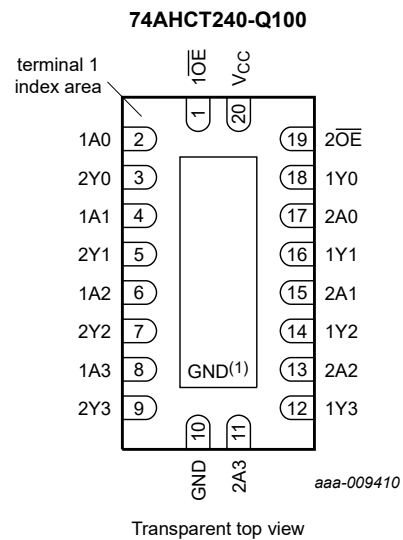 74AHCT240-Q100
terminal 1
index area
1O̅E̅
VCC
1
20
1A0 2
19 2O̅E̅
2Y0 3
18 1Y0
1A1 4
17 2A0
2Y1 5
16 1Y1
1A2 6
15 2A1
2Y2 7
14 1Y2
1A3 8
GND(1)
13 2A2
2Y3 9
12 1Y3
10
11
GND
2A3
aaa-009410
Transparent top view